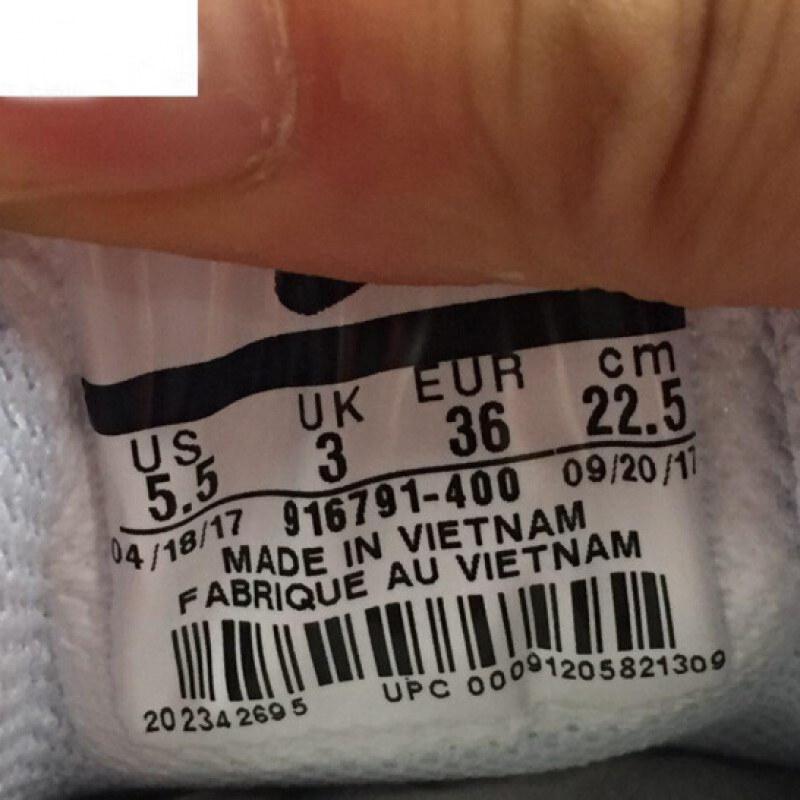 US UK EUR cm
5.5 3 36 22.5
04/18/17 916791-400 09/20/17
MADE IN VIETNAM
FABRIQUE AU VIETNAM
202342695 UPC 00091205821309